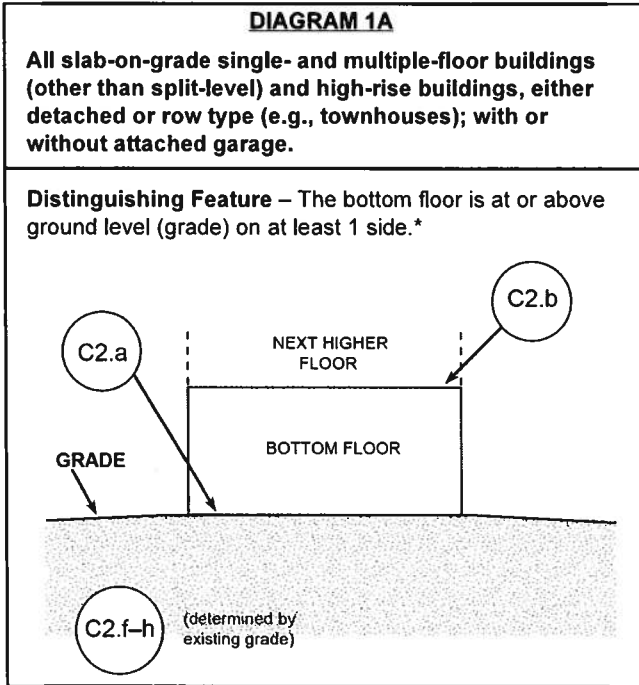 DIAGRAM 1A
All slab-on-grade single- and multiple-floor buildings
(other than split-level) and high-rise buildings, either
detached or row type (e.g., townhouses); with or
without attached garage.
Distinguishing Feature – The bottom floor is at or above
ground level (grade) on at least 1 side.*
C2.b
C2.a
NEXT HIGHER
FLOOR
BOTTOM FLOOR
GRADE
C2.f–h
(determined by
existing grade)